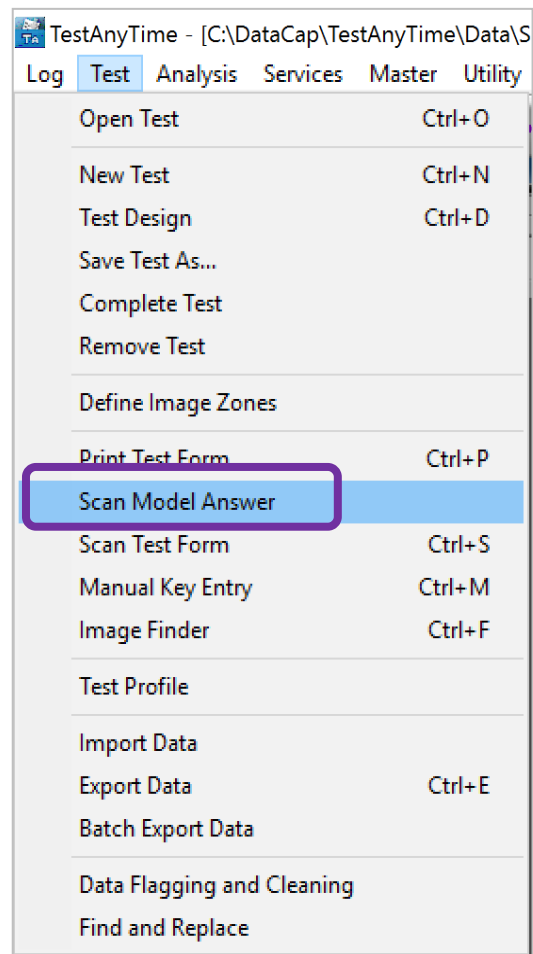 TestAnyTime - [C:\DataCap\TestAnyTime\Data\S
Log Test Analysis Services Master Utility
Open Test Ctrl+O
New Test Ctrl+N
Test Design Ctrl+D
Save Test As...
Complete Test
Remove Test
Define Image Zones
Print Test Form Ctrl+P
Scan Model Answer
Scan Test Form Ctrl+S
Manual Key Entry Ctrl+M
Image Finder Ctrl+F
Test Profile
Import Data
Export Data Ctrl+E
Batch Export Data
Data Flagging and Cleaning
Find and Replace